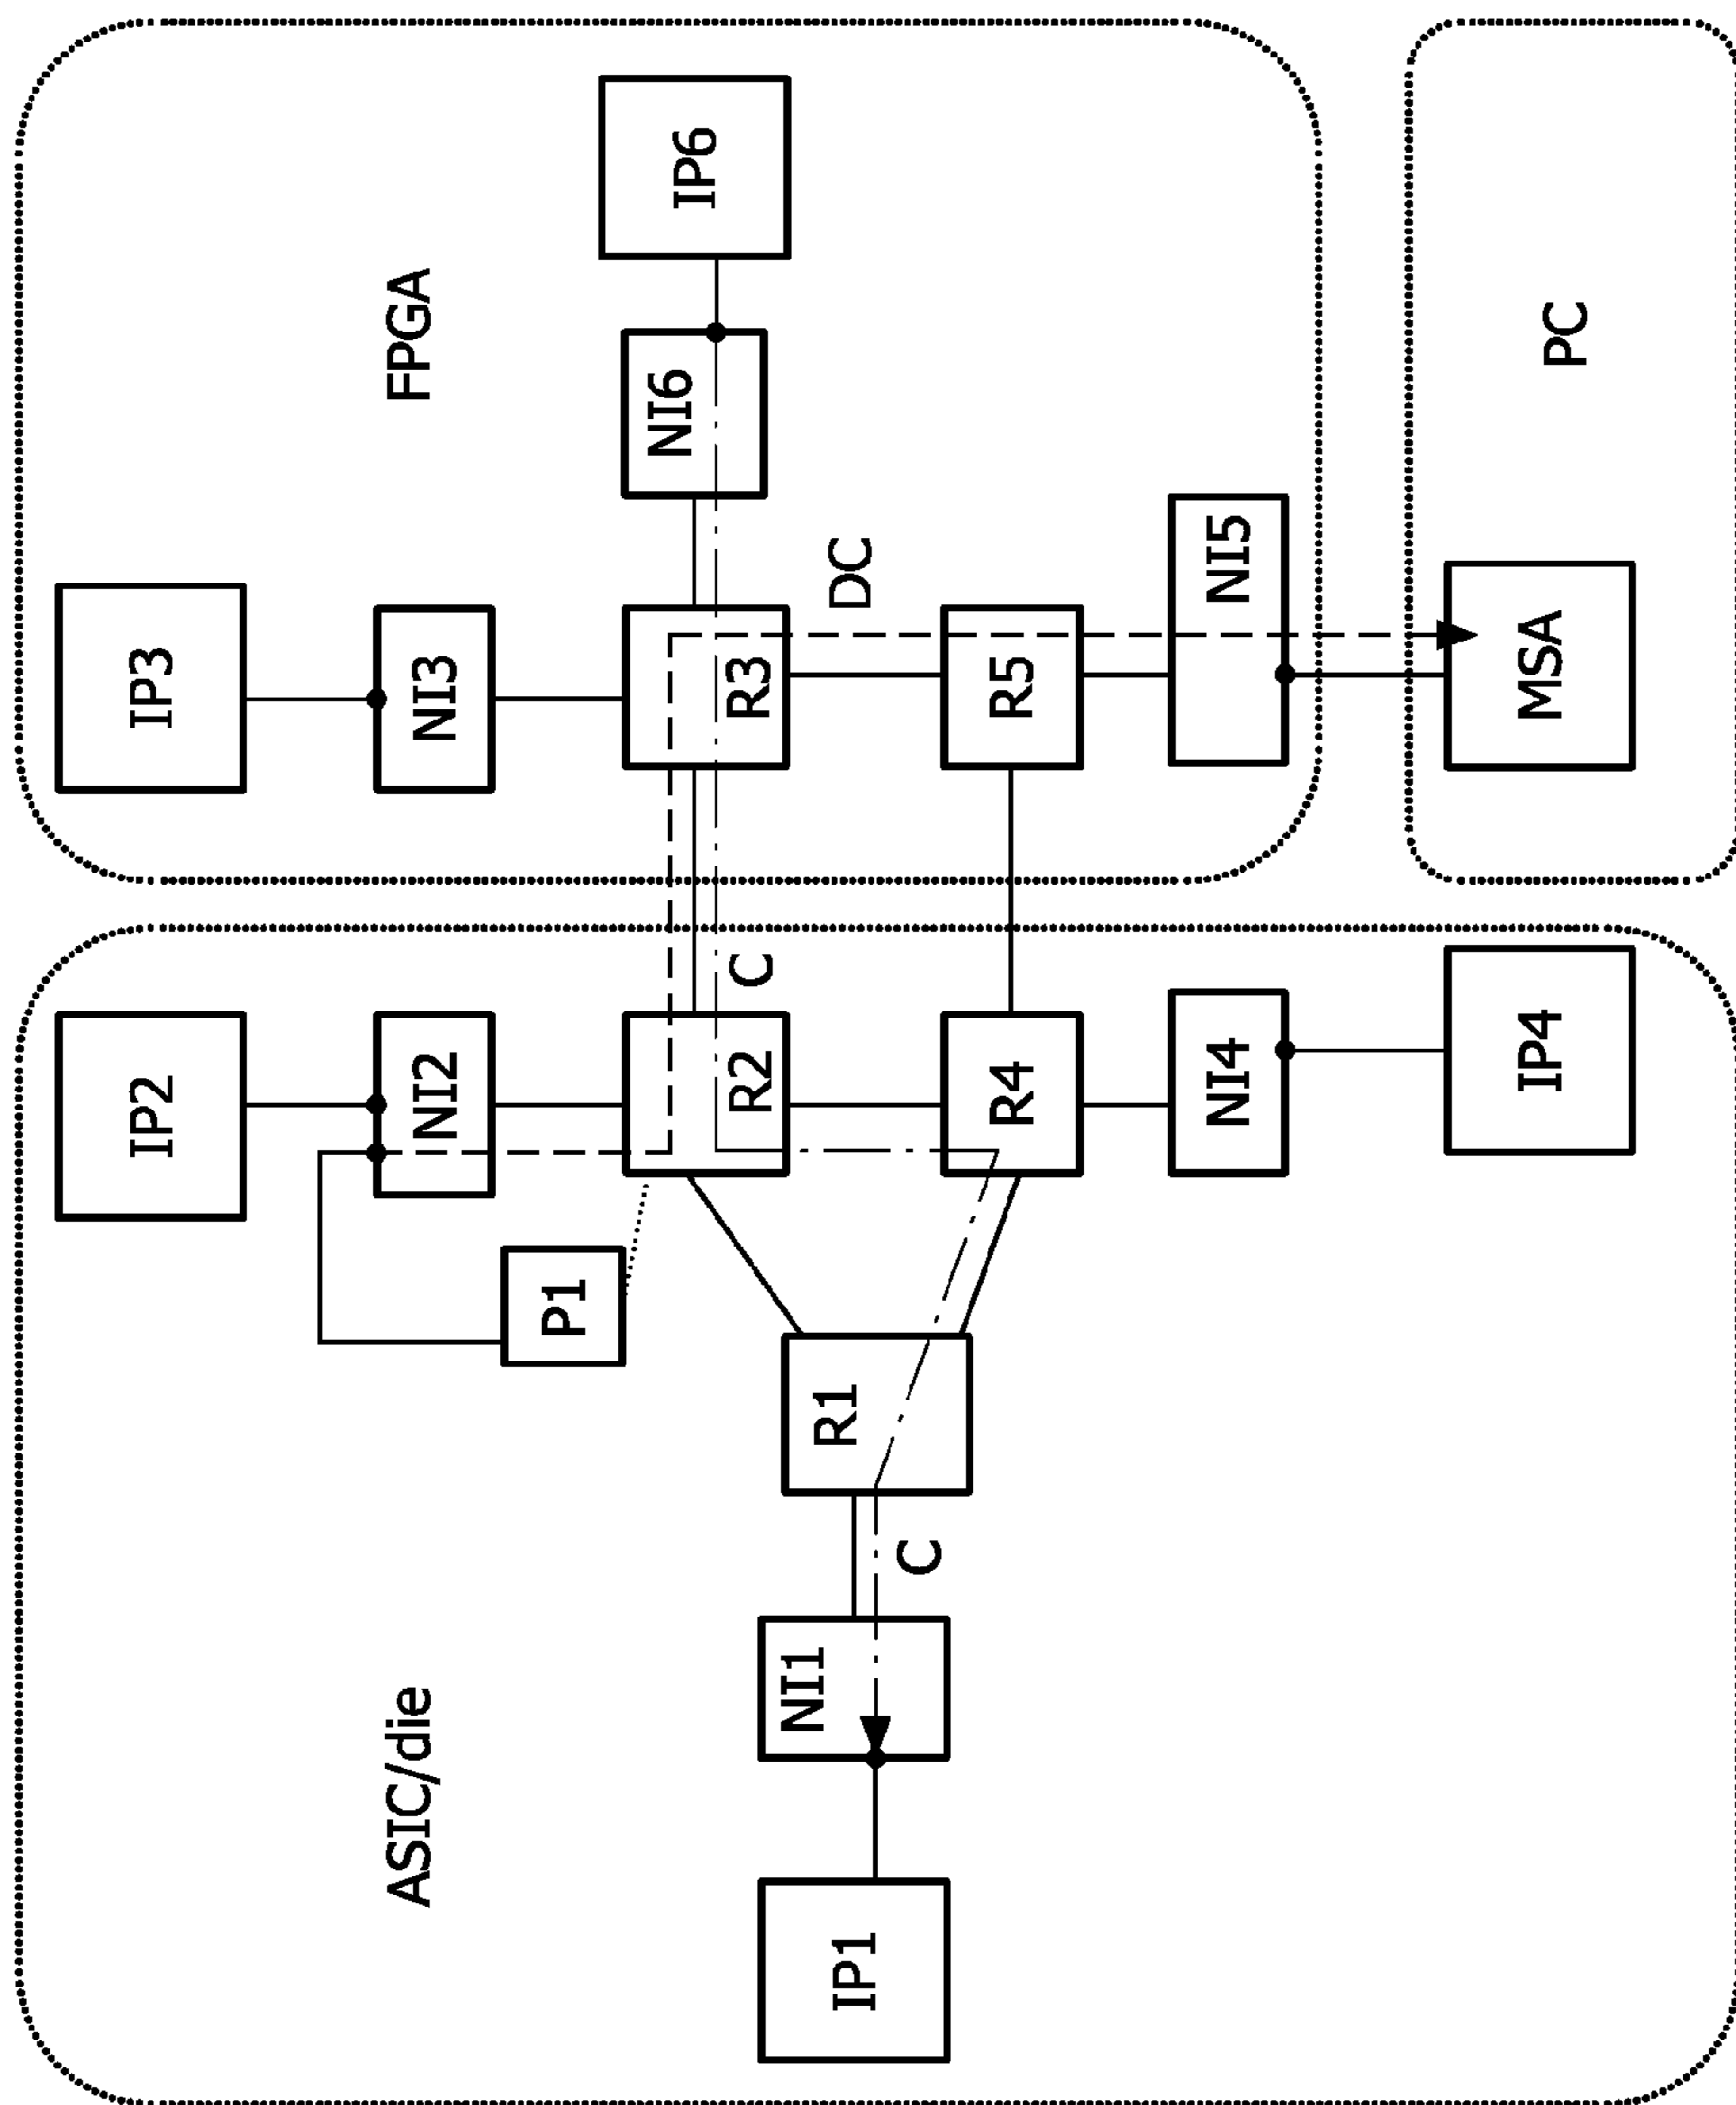 IP6
FPGA
PC
NI6
DC
NI5
IP3
NI3
R3
R5
MSA
C
IP2
NI2
R2
R4
NI4
IP4
P1
R1
C
NI1
ASIC/die
IP1